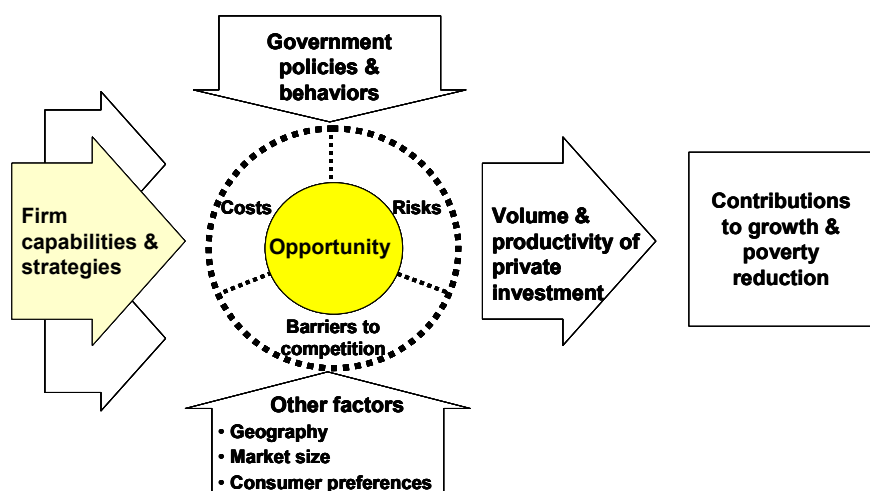 Government
policies &
behaviors
Firm
capabilities &
strategies
Costs
Risks
Opportunity
Barriers to
competition
Volume &
productivity of
private
investment
Contributions
to growth &
poverty
reduction
Other factors
• Geography
• Market size
• Consumer preferences